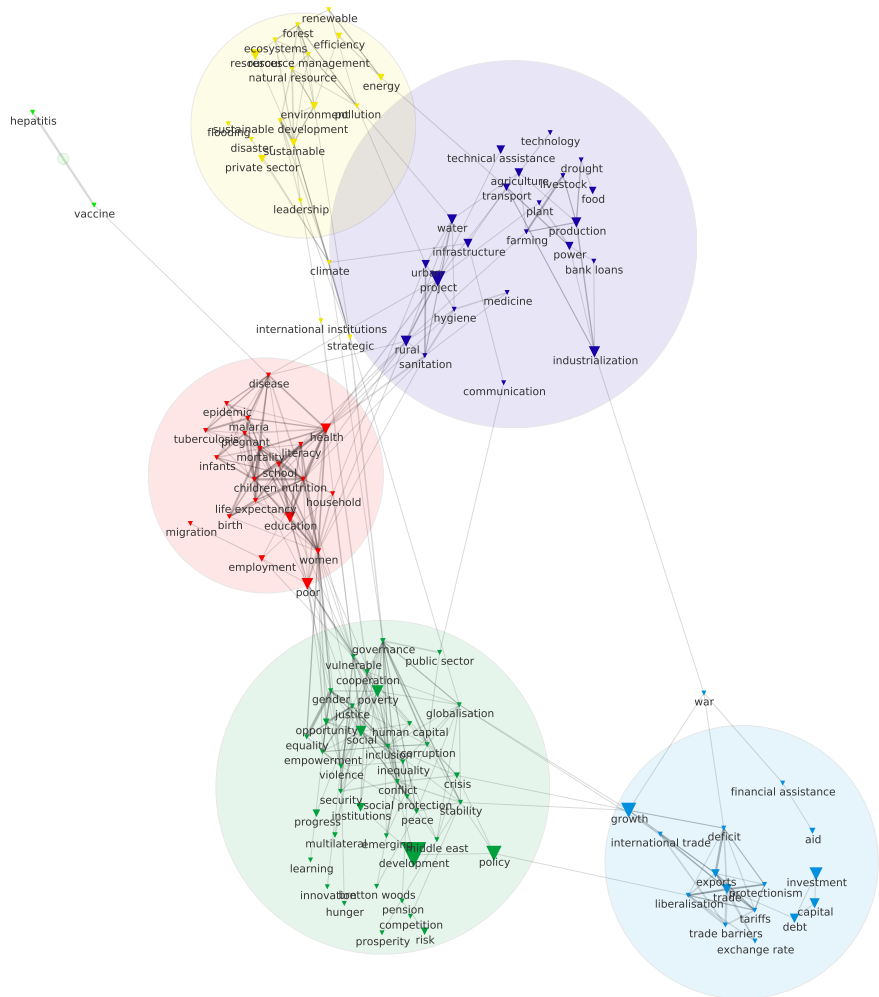 renewable
forest
efficiency
ecosystems
resources
resource management
natural resource
energy
environment
pollution
sustainable development
flooding
disaster
sustainable
private sector
leadership
climate
international institutions
strategic
hepatitis
vaccine
technology
technical assistance
drought
agriculture
livestock
transport
food
plant
water
production
farming
infrastructure
power
bank loans
urban
project
medicine
hygiene
rural
sanitation
industrialization
communication
disease
epidemic
malaria
health
tuberculosis
pregnant
literacy
mortality
infants
school
children
nutrition
household
life expectancy
birth
education
migration
women
employment
poor
governance
public sector
vulnerable
cooperation
gender
poverty
justice
globalisation
opportunity
human capital
social
equality
inclusion
corruption
empowerment
inequality
violence
crisis
conflict
security
social protection
stability
institutions
progress
peace
multilateral
emerging
middle east
development
policy
learning
innovation
bretton woods
hunger
pension
competition
prosperity
risk
war
financial assistance
growth
deficit
international trade
aid
exports
investment
trade
protectionism
liberalisation
capital
tariffs
debt
trade barriers
exchange rate